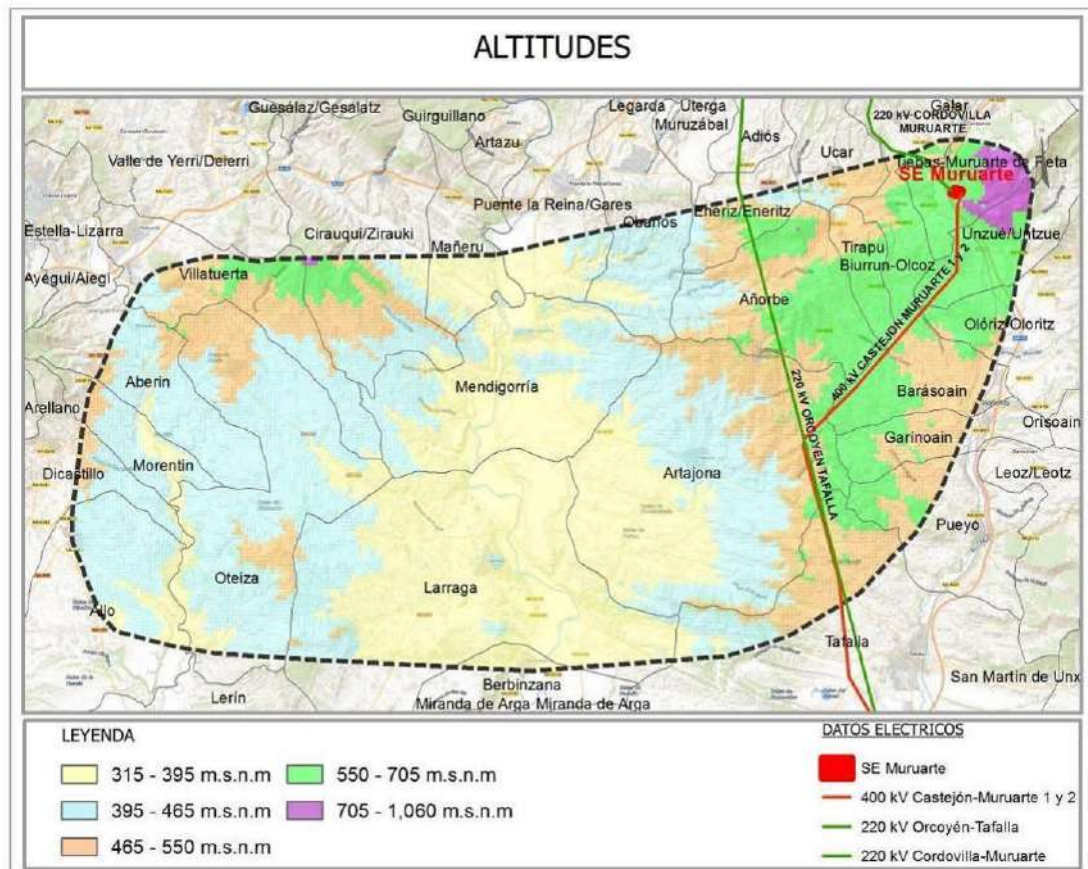 ALTITUDES
Guesálaz/Gesalatz
Guirguillano
Legarda
Uterga
Muruzábal
Galar
220 kV CORDOVILLA
MURUARTE
Artazu
Adiós
Valle de Yerri/Deierri
Ucar
Tiebas-Muruarte de Reta
SE Muruarte
Puente la Reina/Gares
Enériz/Eneritz
Obanos
Estella-Lizarra
Cirauqui/Zirauki
Mañeru
Tirapu
Unzué/Untzue
Ayegui/Aiegi
Villatuerta
Biurrun-Olcoz
Añorbe
400 kV CASTEJON MURUARTE 1 y 2
Olóriz/Oloritz
Aberin
Mendigorría
Barásoain
Arellano
220 kV ORCOYEN TAFALLA
Orisoain
Garinoain
Morentin
Dicastillo
Artajona
Leoz/Leotz
Pueyo
Oteiza
Larraga
Allo
Tafalla
San Martin de Unx
Berbinzana
Lerín
Miranda de Arga Miranda de Arga
LEYENDA
315 - 395 m.s.n.m
395 - 465 m.s.n.m
465 - 550 m.s.n.m
550 - 705 m.s.n.m
705 - 1,060 m.s.n.m
DATOS ELECTRICOS
SE Muruarte
400 kV Castejón-Muruarte 1 y 2
220 kV Orcoyén-Tafalla
220 kV Cordovilla-Muruarte